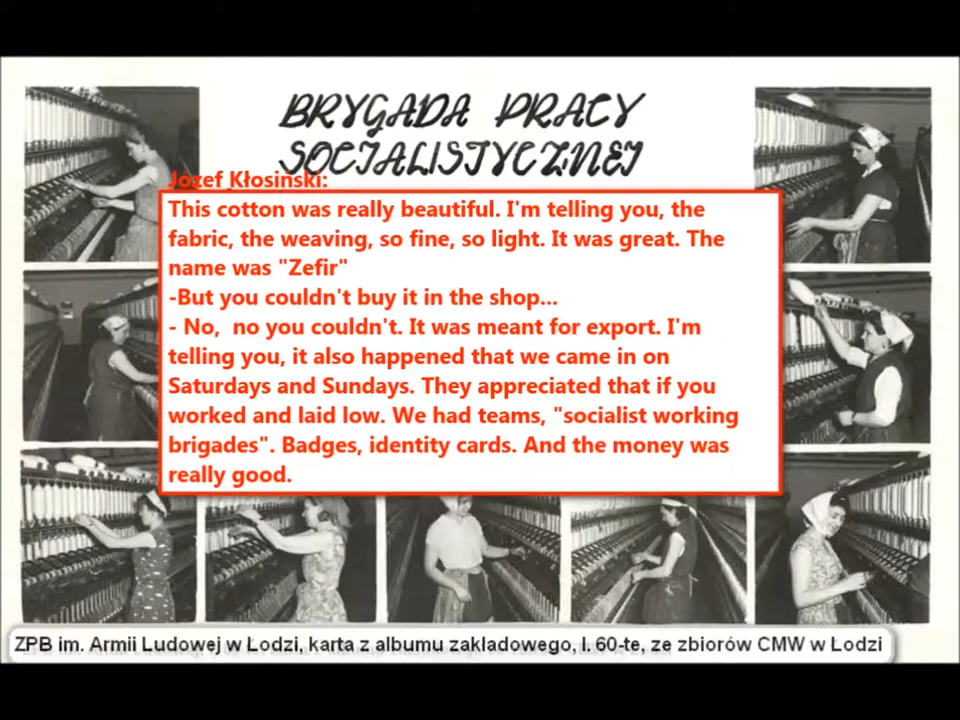 BRYGADA PRACY
SOCJALISTYCZNEJ
Józef Kłosiński:
This cotton was really beautiful. I'm telling you, the
fabric, the weaving, so fine, so light. It was great. The
name was "Zefir"
-But you couldn't buy it in the shop...
- No,  no you couldn't. It was meant for export. I'm
telling you, it also happened that we came in on
Saturdays and Sundays. They appreciated that if you
worked and laid low. We had teams, "socialist working
brigades". Badges, identity cards. And the money was
really good.
ZPB im. Armii Ludowej w Łodzi, karta z albumu zakladowego, l. 60-te, ze zbiorów CMW w Łodzi